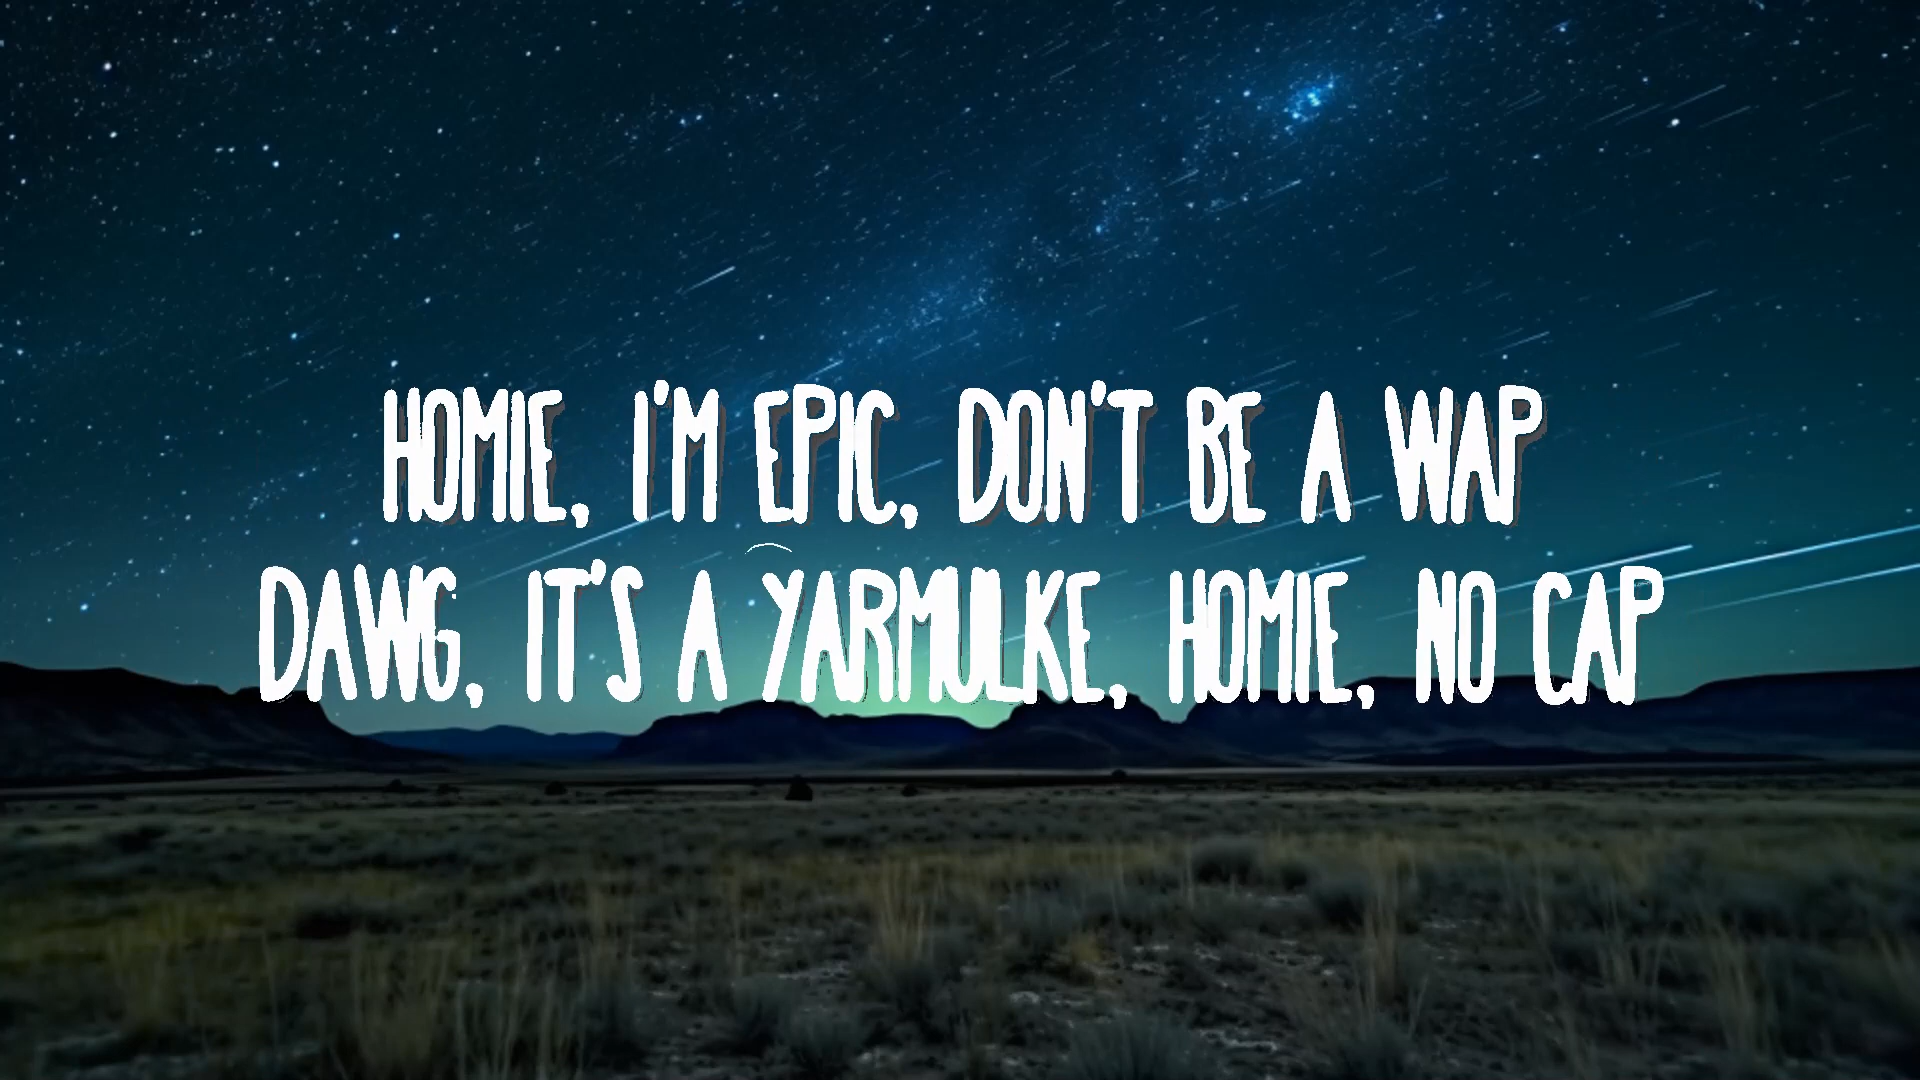 HOMIE, I'M EPIC, DON'T BE A WAP
DAWG, IT'S A YARMULKE, HOMIE, NO CAP